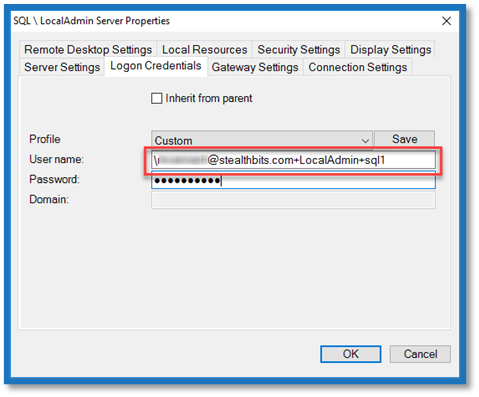 SQL \ LocalAdmin Server Properties
Remote Desktop Settings Local Resources Security Settings Display Settings
Server Settings Logon Credentials Gateway Settings Connection Settings
Inherit from parent
Profile Custom Save
User name: @stealthbits.com+LocalAdmin+sql1
Password: ●●●●●●●●●●
Domain:
OK Cancel